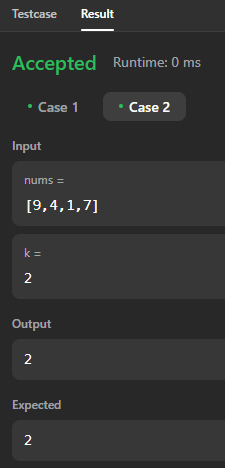 Testcase Result
Accepted Runtime: 0 ms
• Case 1 • Case 2
Input
nums =
[9,4,1,7]
k =
2
Output
2
Expected
2